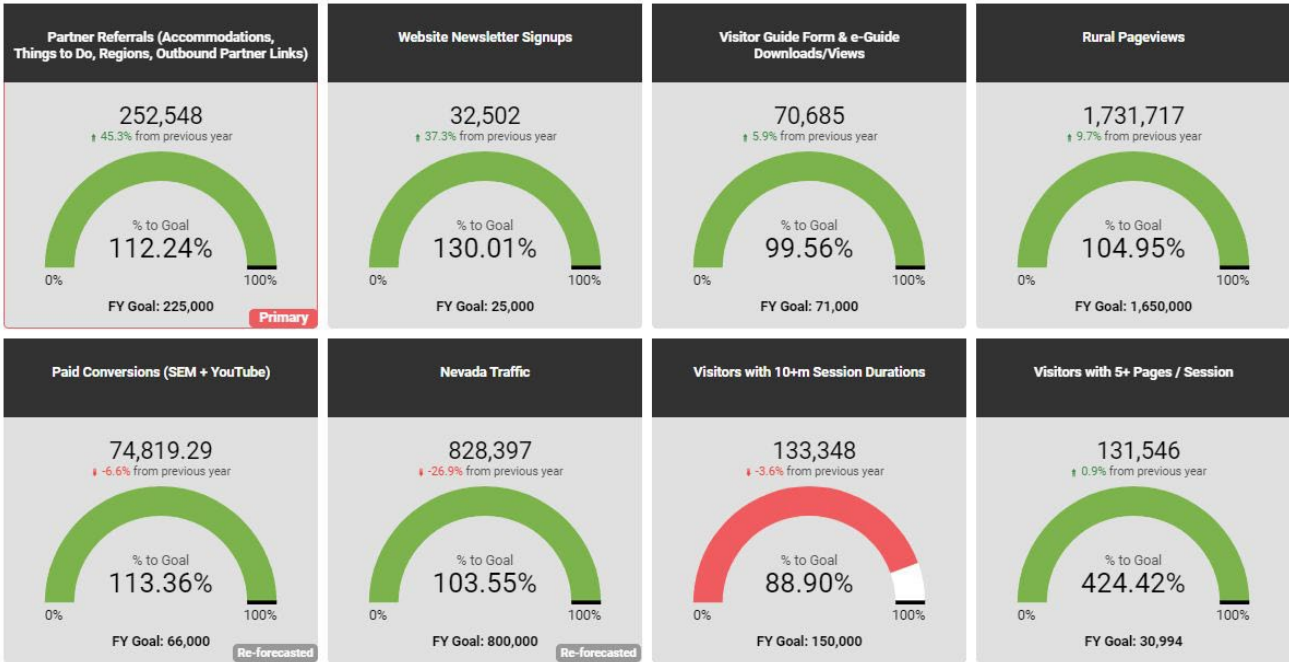 Partner Referrals (Accommodations,
Things to Do, Regions, Outbound Partner Links)
252,548
45.3% from previous year
% to Goal
112.24%
0%
100%
FY Goal: 225,000
Primary
Website Newsletter Signups
32,502
37.3% from previous year
% to Goal
130.01%
0%
100%
FY Goal: 25,000
Visitor Guide Form & e-Guide
Downloads/Views
70,685
5.9% from previous year
% to Goal
99.56%
0%
100%
FY Goal: 71,000
Rural Pageviews
1,731,717
9.7% from previous year
% to Goal
104.95%
0%
100%
FY Goal: 1,650,000
Paid Conversions (SEM + YouTube)
74,819.29
-6.6% from previous year
% to Goal
113.36%
0%
100%
FY Goal: 66,000
Re-forecasted
Nevada Traffic
828,397
-26.9% from previous year
% to Goal
103.55%
0%
100%
FY Goal: 800,000
Re-forecasted
Visitors with 10+m Session Durations
133,348
-3.6% from previous year
% to Goal
88.90%
0%
100%
FY Goal: 150,000
Visitors with 5+ Pages / Session
131,546
0.9% from previous year
% to Goal
424.42%
0%
100%
FY Goal: 30,994